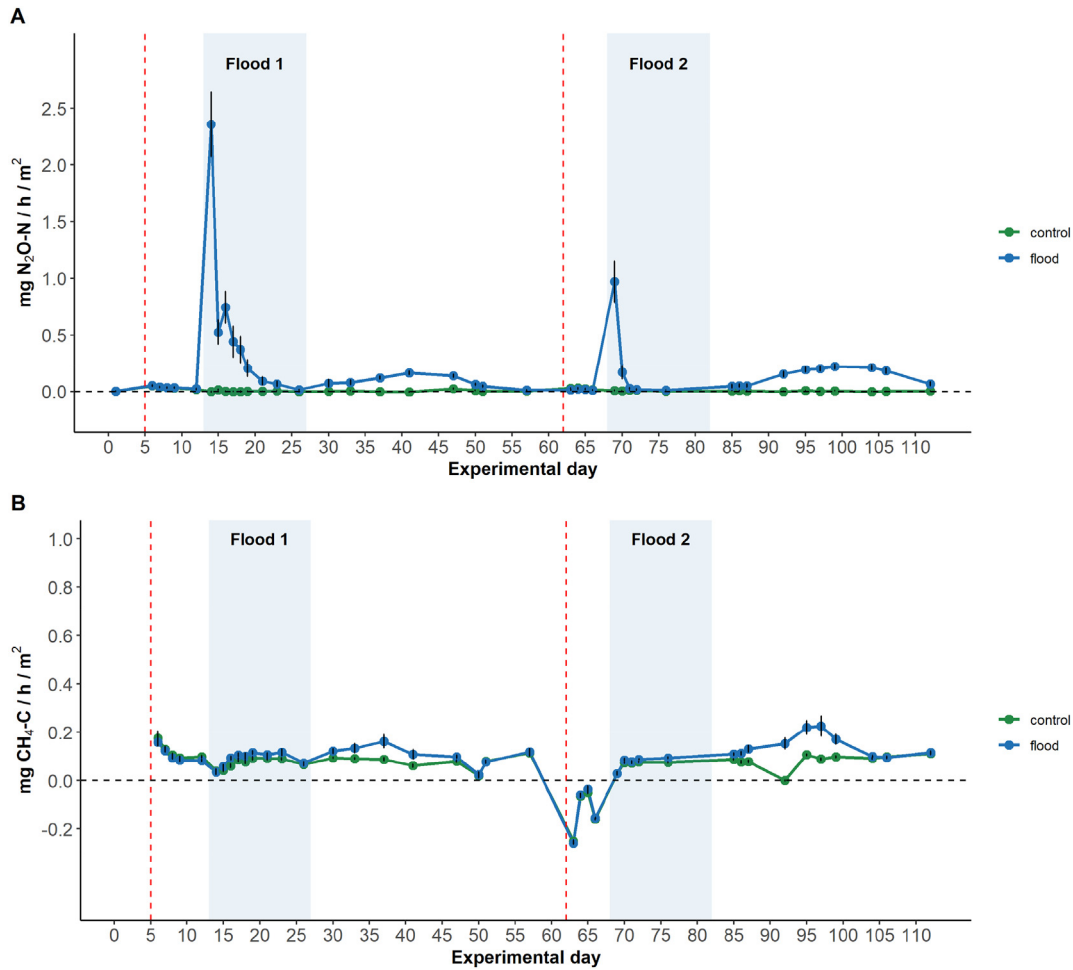 A
mg N₂O-N / h / m²
2.5
2.0
1.5
1.0
0.5
0.0
Flood 1
Flood 2
control
flood
0 5 10 15 20 25 30 35 40 45 50 55 60 65 70 75 80 85 90 95 100 105 110
Experimental day
B
mg CH₄-C / h / m²
1.0
0.8
0.6
0.4
0.2
0.0
-0.2
Flood 1
Flood 2
control
flood
0 5 10 15 20 25 30 35 40 45 50 55 60 65 70 75 80 85 90 95 100 105 110
Experimental day